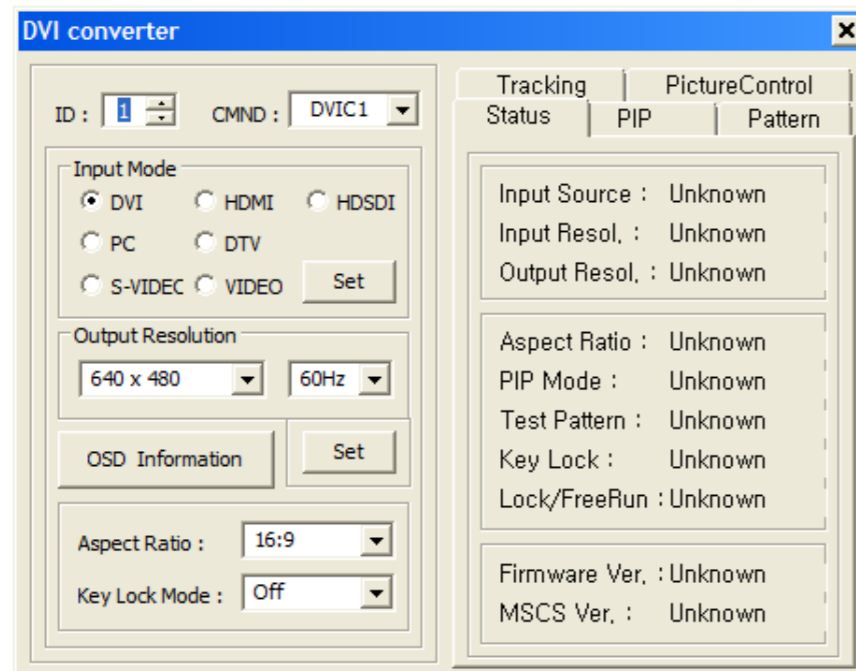 DVI converter
ID : 1 CMND : DVIC1
Input Mode
DVI HDMI HDSDI
PC DTV
S-VIDEC VIDEO Set
Output Resolution
640 x 480 60Hz
OSD Information Set
Aspect Ratio : 16:9
Key Lock Mode : Off
Tracking PictureControl
Status PIP Pattern
Input Source : Unknown
Input Resol, : Unknown
Output Resol, : Unknown
Aspect Ratio : Unknown
PIP Mode : Unknown
Test Pattern : Unknown
Key Lock : Unknown
Lock/FreeRun : Unknown
Firmware Ver, : Unknown
MSCS Ver, : Unknown